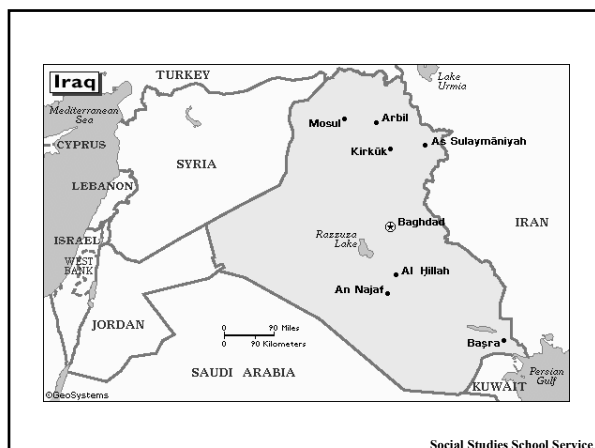 Iraq
TURKEY
Lake
Urmia
Mediterranean
Sea
Mosul
Arbil
CYPRUS
As Sulaymāniyah
Kirkūk
SYRIA
LEBANON
Baghdad
IRAN
Razzuza
Lake
ISRAEL
WEST
BANK
Al Ḥillah
An Najaf
JORDAN
0 90 Miles
0 90 Kilometers
Baṣra
SAUDI ARABIA
KUWAIT
Persian
Gulf
©GeoSystems
Social Studies School Service